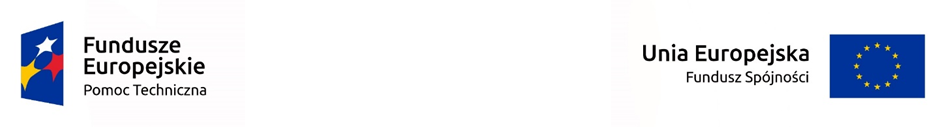 Fundusze
Europejskie
Pomoc Techniczna
Unia Europejska
Fundusz Spójności